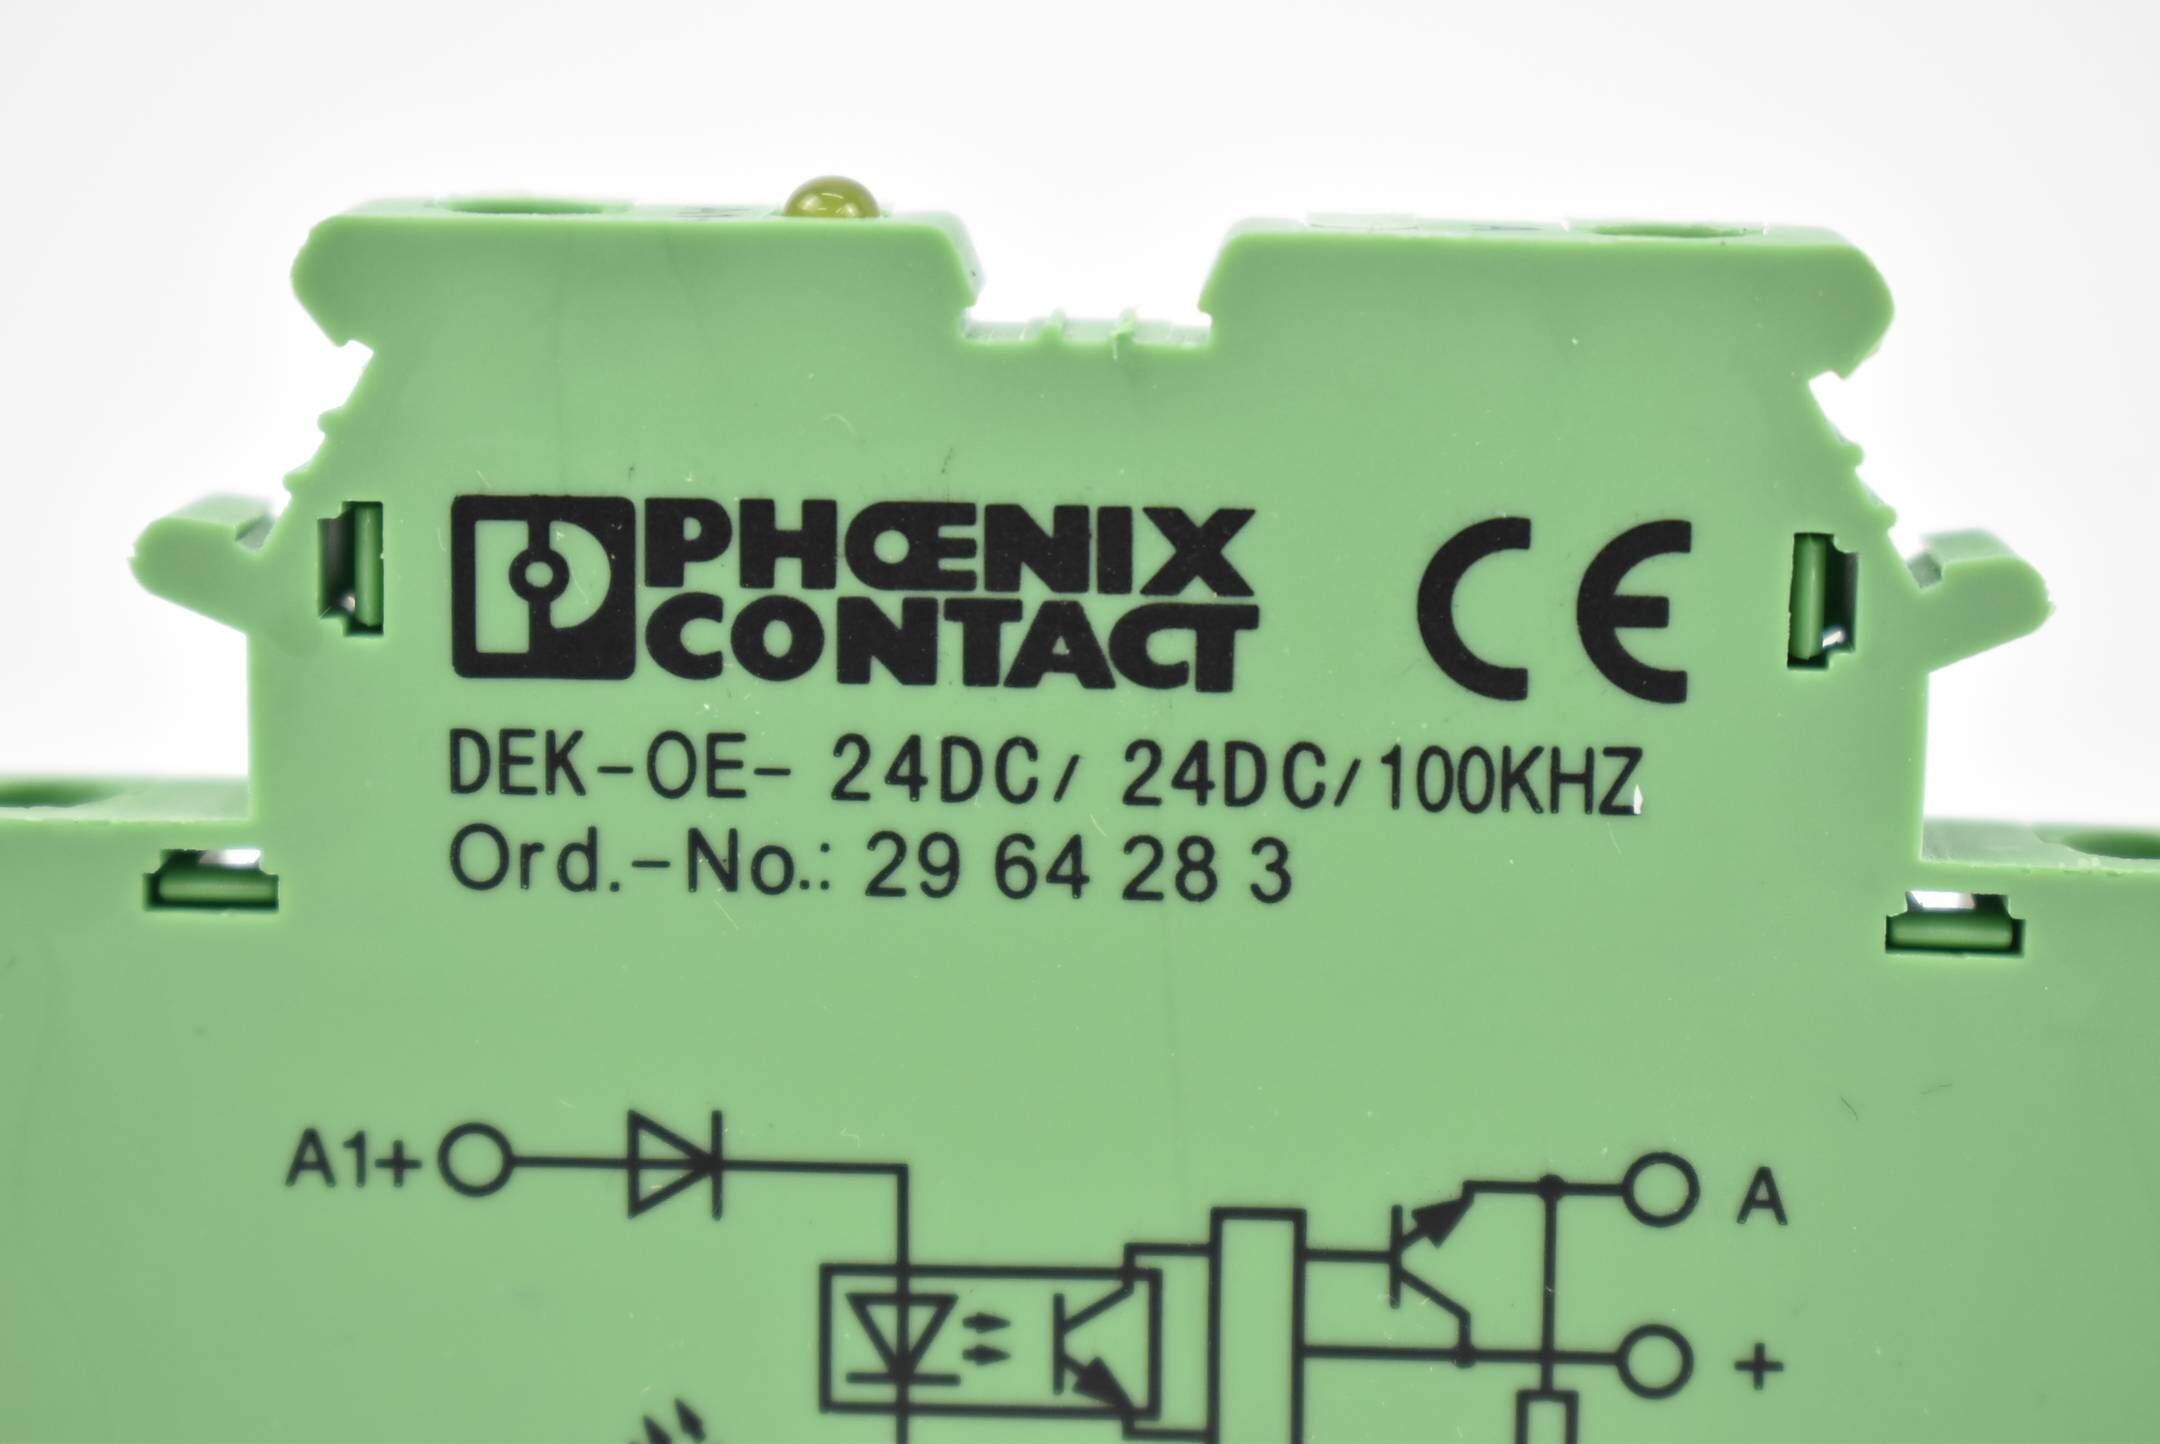 PHŒNIX
CONTACT
CE
DEK-OE- 24DC/ 24DC/100KHZ
Ord.-No.: 29 64 28 3
A1+
A
+